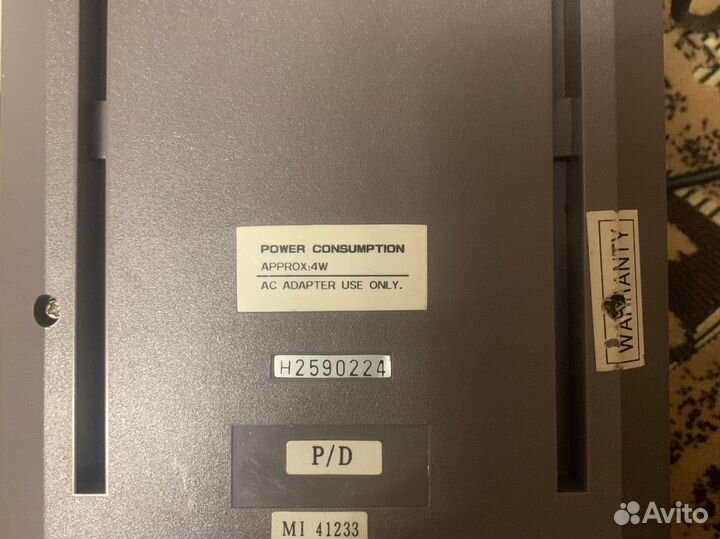 POWER CONSUMPTION
APPROX:4W
AC ADAPTER USE ONLY.
WARRANTY
H2590224
P/D
MI 41233
Avito